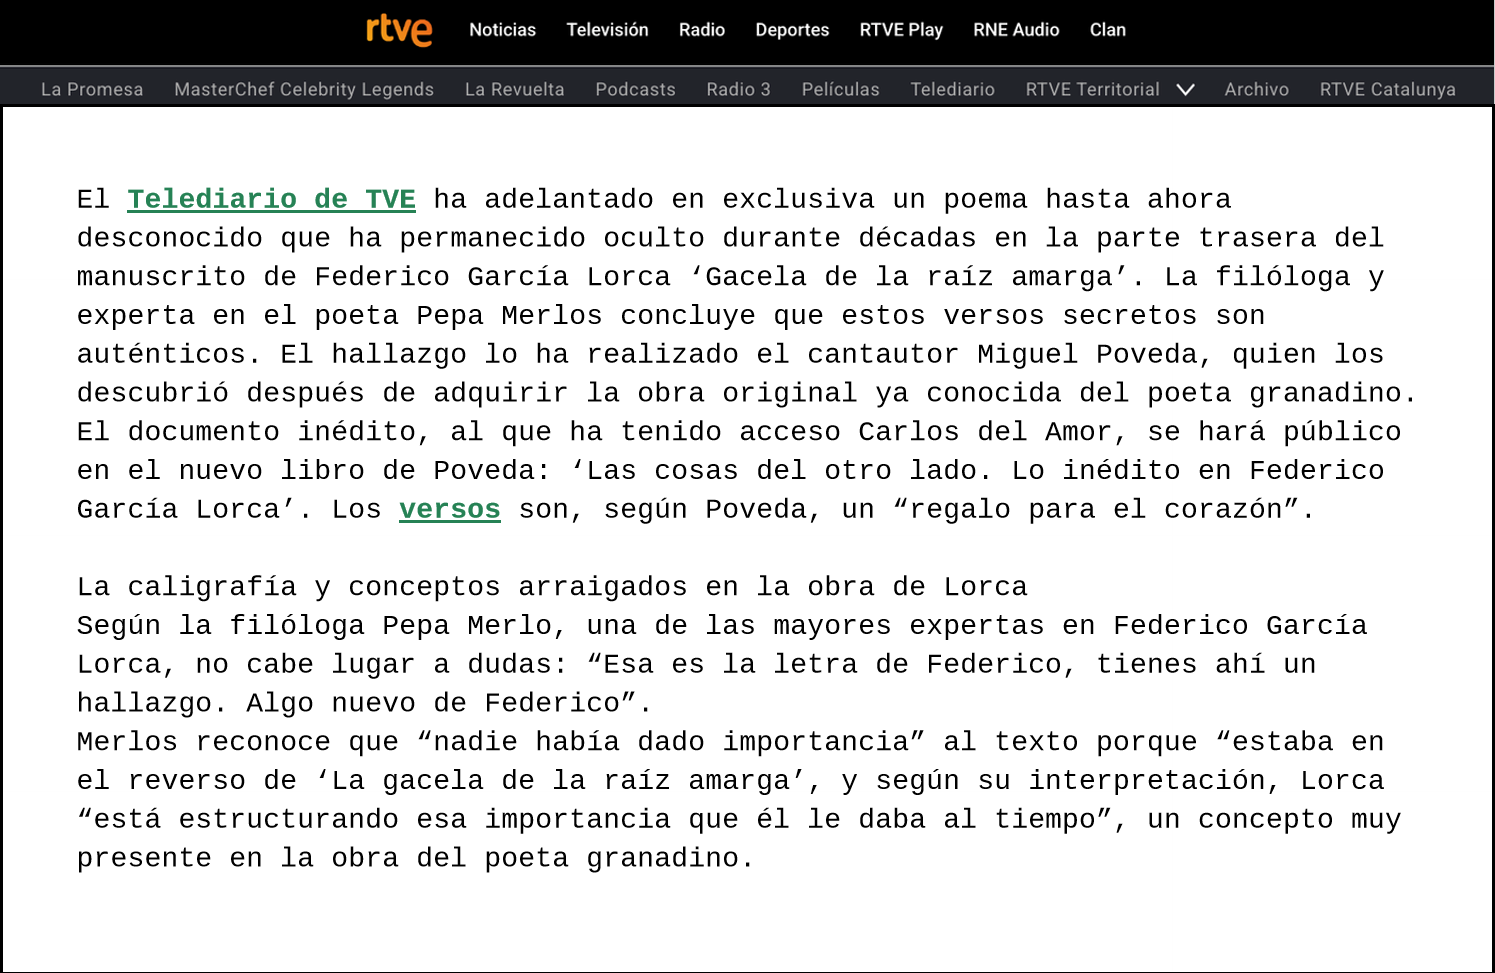 rtve Noticias Televisión Radio Deportes RTVE Play RNE Audio Clan
La Promesa MasterChef Celebrity Legends La Revuelta Podcasts Radio 3 Películas Telediario RTVE Territorial Archivo RTVE Catalunya
El Telediario de TVE ha adelantado en exclusiva un poema hasta ahora
desconocido que ha permanecido oculto durante décadas en la parte trasera del
manuscrito de Federico García Lorca ‘Gacela de la raíz amarga’. La filóloga y
experta en el poeta Pepa Merlos concluye que estos versos secretos son
auténticos. El hallazgo lo ha realizado el cantautor Miguel Poveda, quien los
descubrió después de adquirir la obra original ya conocida del poeta granadino.
El documento inédito, al que ha tenido acceso Carlos del Amor, se hará público
en el nuevo libro de Poveda: ‘Las cosas del otro lado. Lo inédito en Federico
García Lorca’. Los versos son, según Poveda, un “regalo para el corazón”.
La caligrafía y conceptos arraigados en la obra de Lorca
Según la filóloga Pepa Merlo, una de las mayores expertas en Federico García
Lorca, no cabe lugar a dudas: “Esa es la letra de Federico, tienes ahí un
hallazgo. Algo nuevo de Federico”.
Merlos reconoce que “nadie había dado importancia” al texto porque “estaba en
el reverso de ‘La gacela de la raíz amarga’, y según su interpretación, Lorca
“está estructurando esa importancia que él le daba al tiempo”, un concepto muy
presente en la obra del poeta granadino.